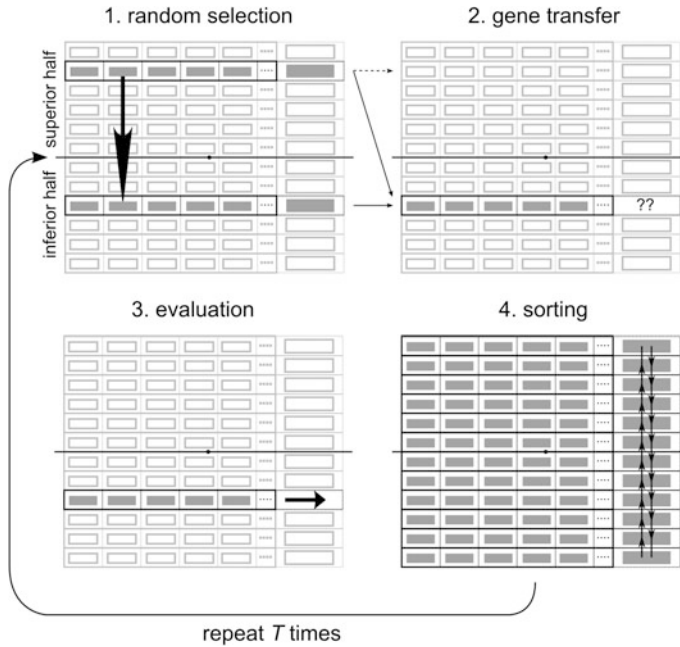 1. random selection
2. gene transfer
superior half
inferior half
....
....
??
3. evaluation
4. sorting
....
....
repeat T times